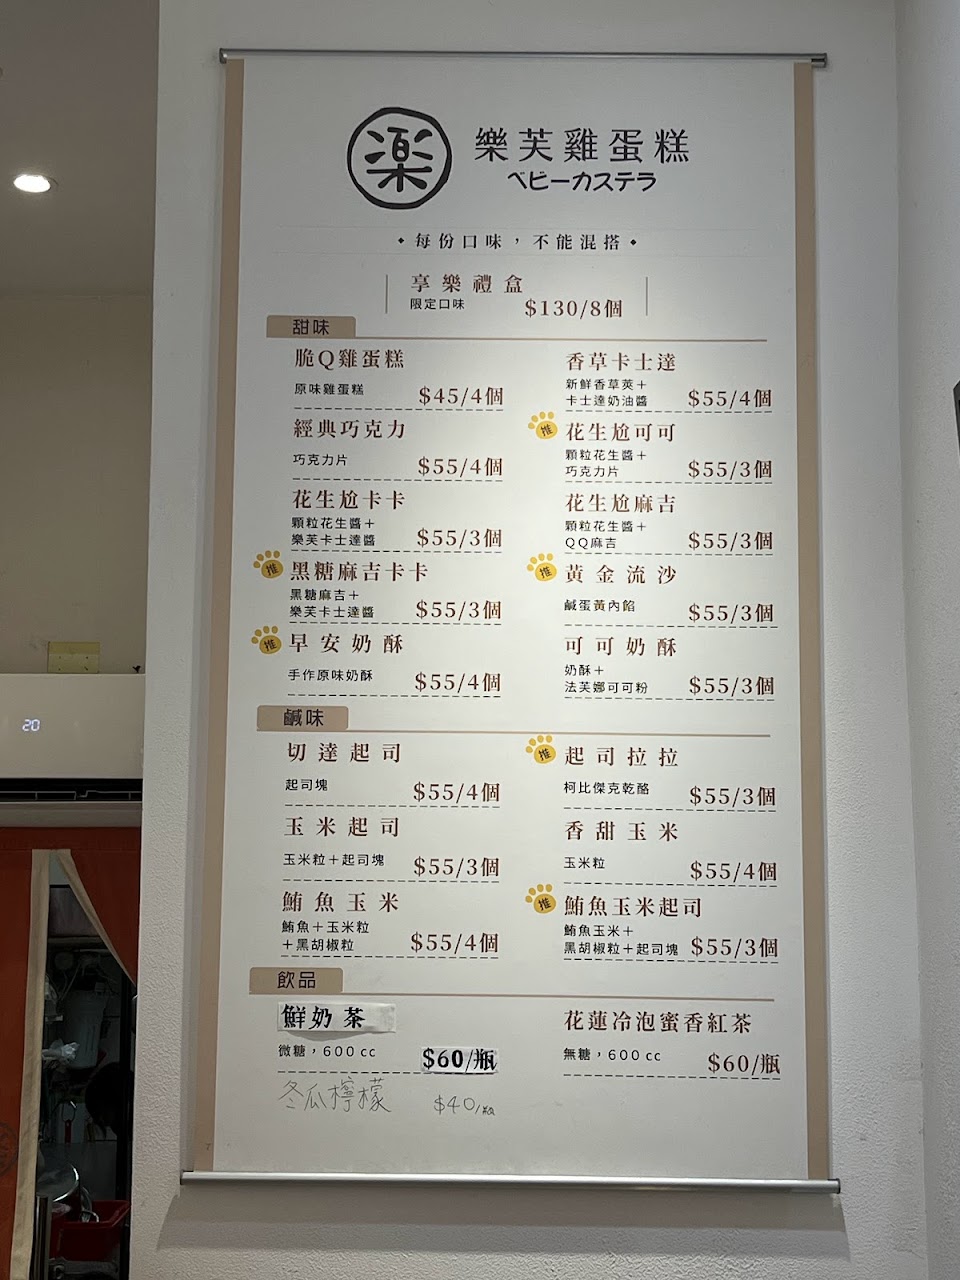 楽
樂芙雞蛋糕
ベビーカステラ
•每份口味，不能混搭•
享樂禮盒
限定口味
$130/8個
甜味
脆Q雞蛋糕
原味雞蛋糕
$45/4個
香草卡士達
新鮮香草莢＋
卡士達奶油醬
$55/4個
經典巧克力
巧克力片
$55/4個
推
花生尬可可
顆粒花生醬＋
巧克力片
$55/3個
花生尬卡卡
顆粒花生醬＋
樂芙卡士達醬
$55/3個
花生尬麻吉
顆粒花生醬＋
QQ麻吉
$55/3個
推
黑糖麻吉卡卡
黑糖麻吉＋
樂芙卡士達醬
$55/3個
推
黃金流沙
鹹蛋黃內餡
$55/3個
推
早安奶酥
手作原味奶酥
$55/4個
可可奶酥
奶酥＋
法芙娜可可粉
$55/3個
鹹味
切達起司
起司塊
$55/4個
推
起司拉拉
柯比傑克乾酪
$55/3個
玉米起司
玉米粒＋起司塊
$55/3個
香甜玉米
玉米粒
$55/4個
鮪魚玉米
鮪魚＋玉米粒
＋黑胡椒粒
$55/4個
推
鮪魚玉米起司
鮪魚玉米＋
黑胡椒粒＋起司塊
$55/3個
飲品
鮮奶茶
微糖，600cc
$60/瓶
花蓮冷泡蜜香紅茶
無糖，600cc
$60/瓶
冬瓜檸檬
$40/瓶
20